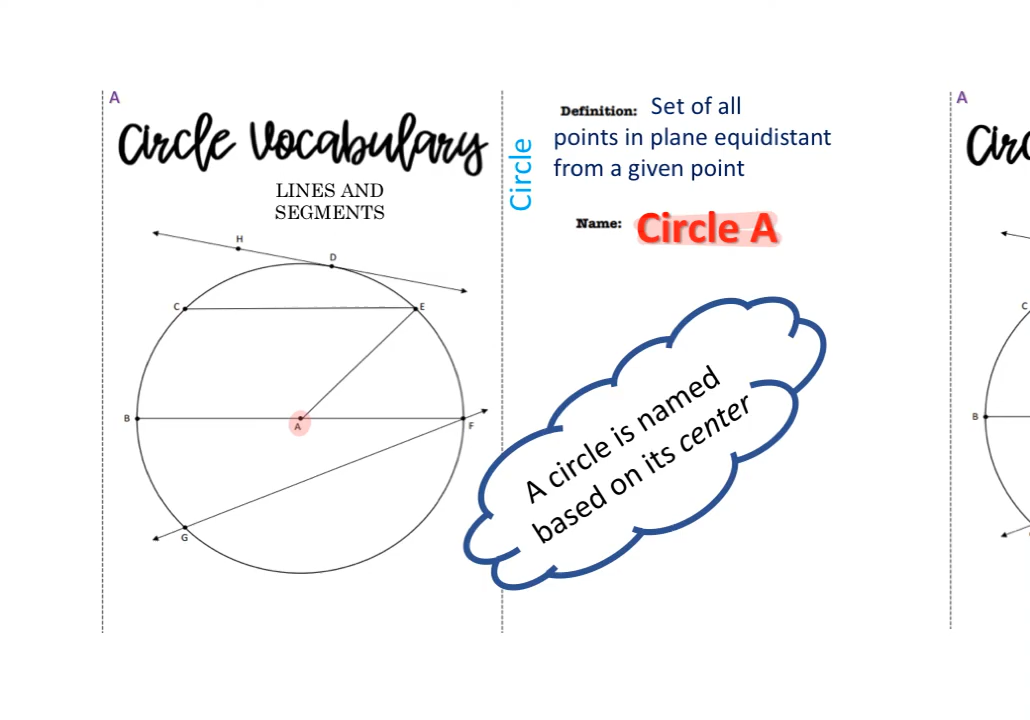 A
Circle Vocabulary
LINES AND
SEGMENTS
H
D
C
E
B
A
F
G
Circle
Definition: Set of all
points in plane equidistant
from a given point
Name: Circle A
A circle is named
based on its center
A
Circ
C
B